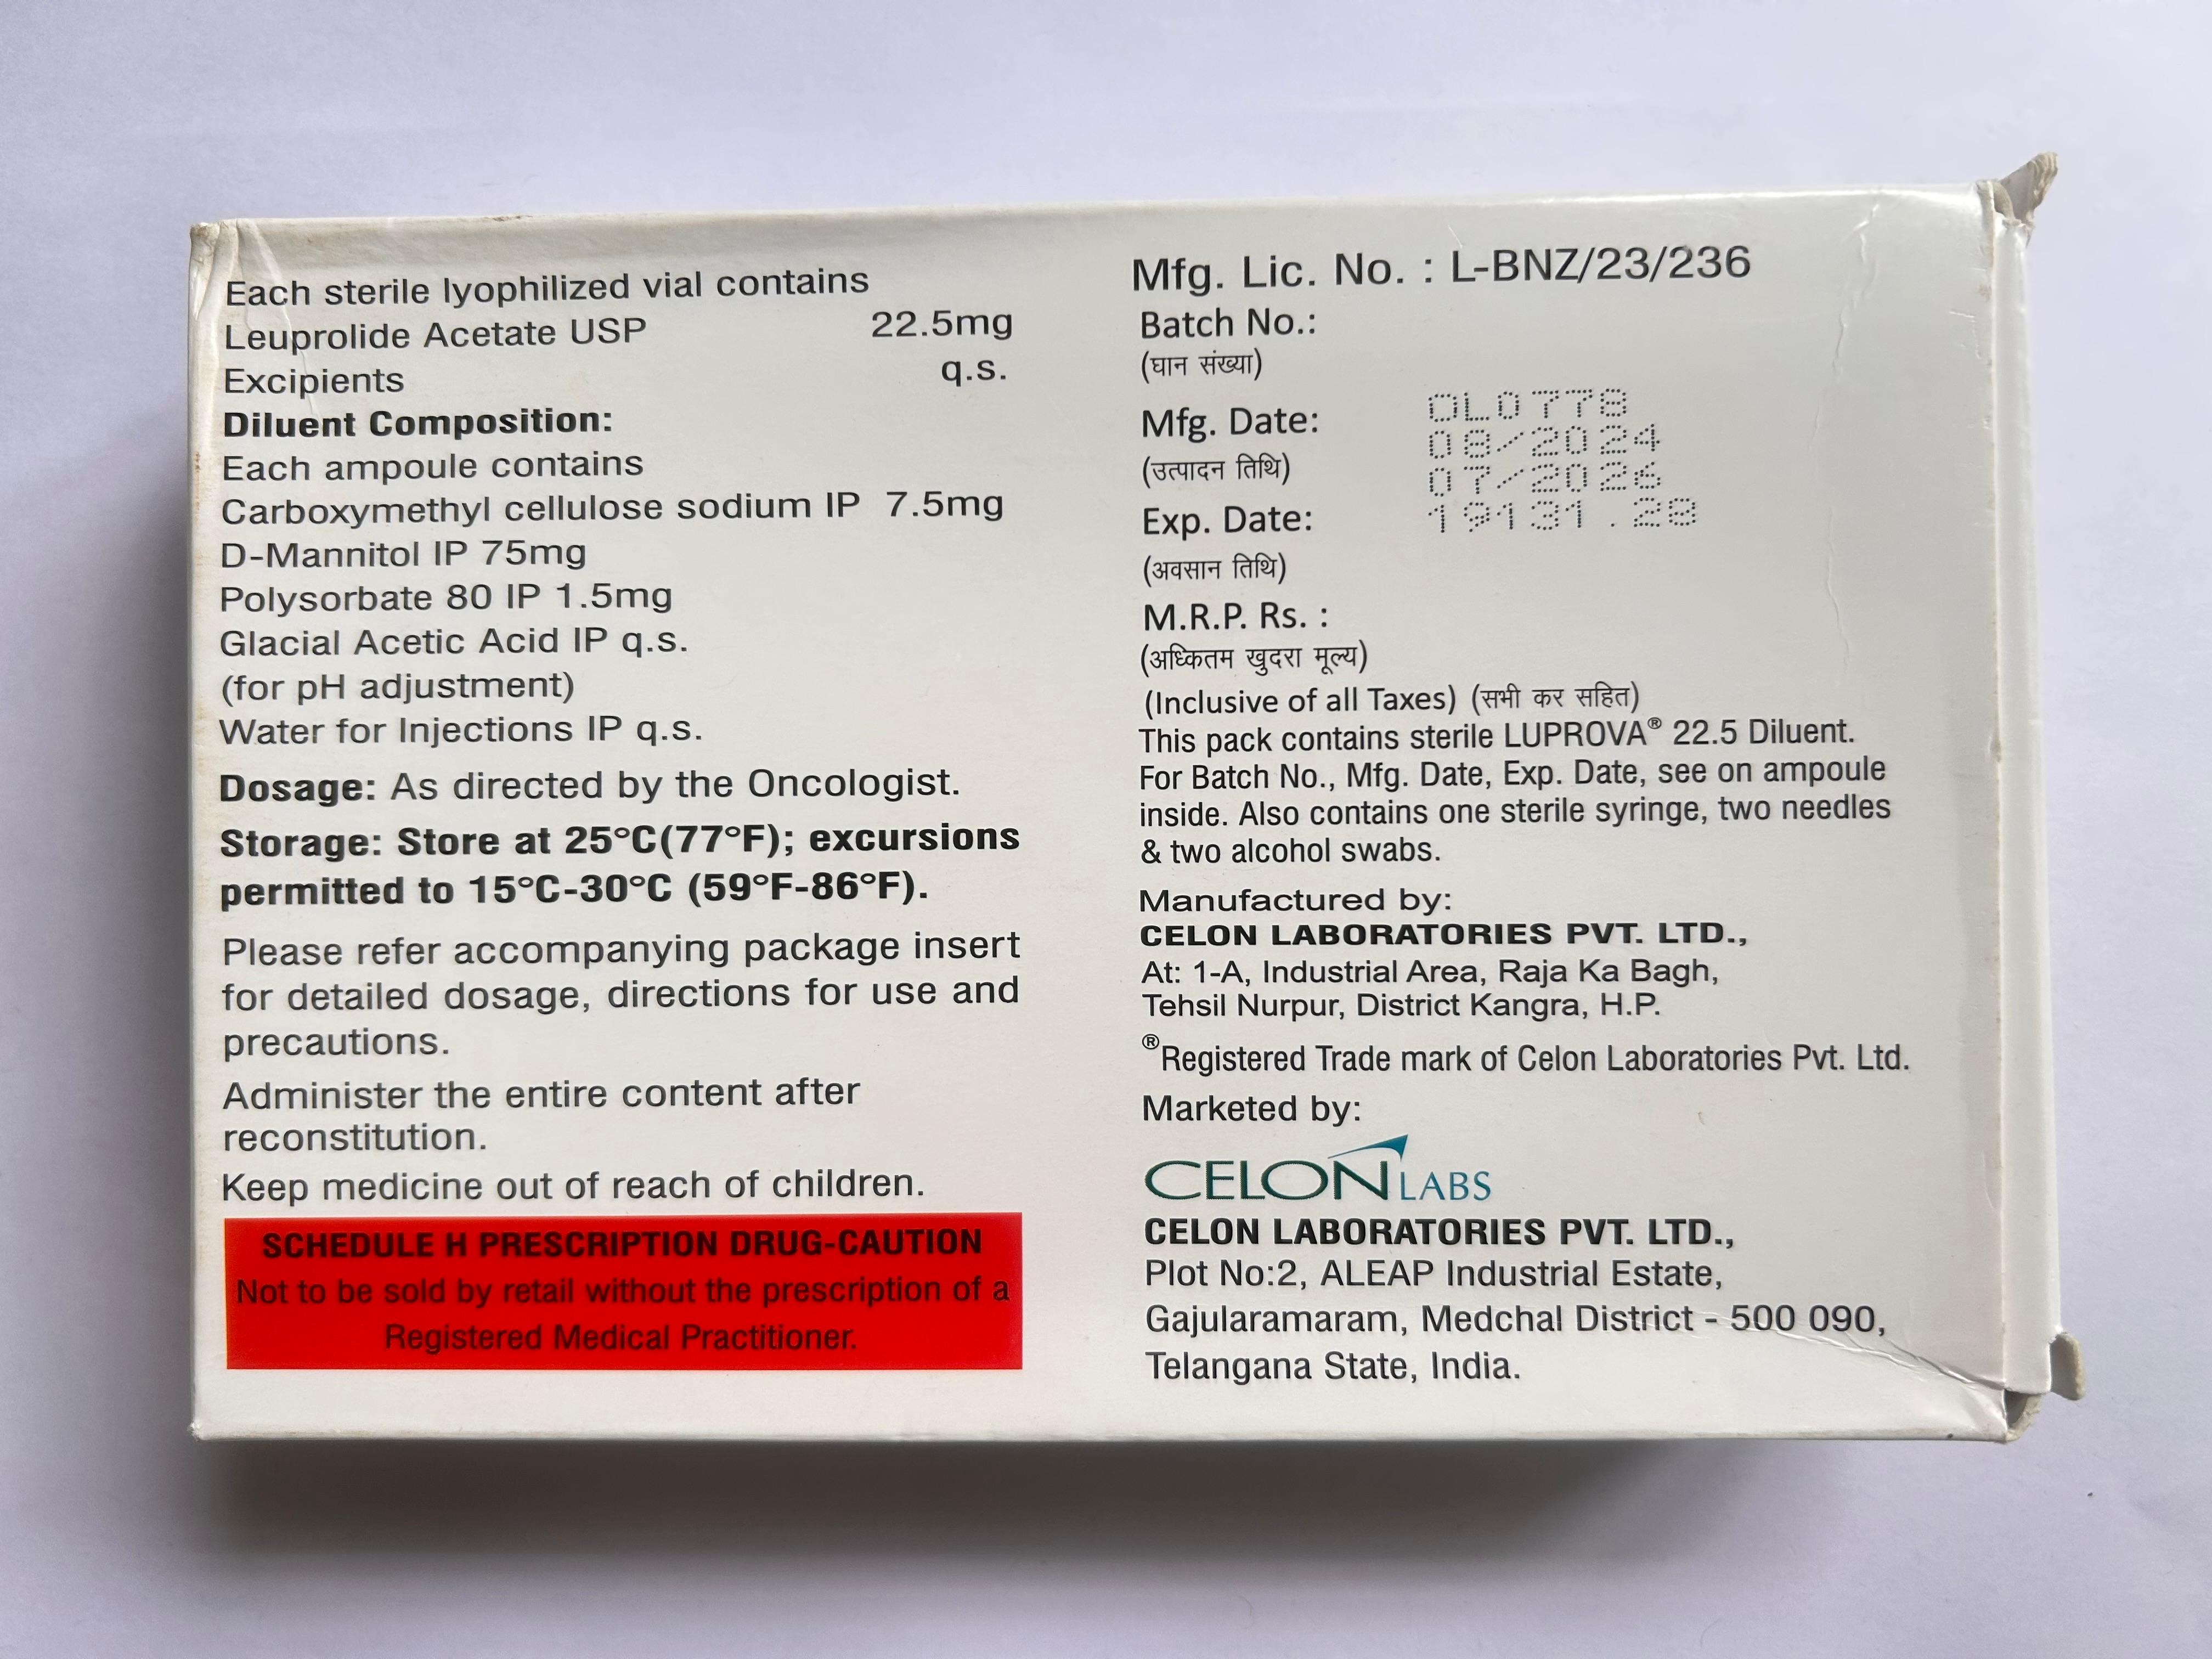 Each sterile lyophilized vial contains
Leuprolide Acetate USP 22.5mg
Excipients q.s.
Diluent Composition:
Each ampoule contains
Carboxymethyl cellulose sodium IP 7.5mg
D-Mannitol IP 75mg
Polysorbate 80 IP 1.5mg
Glacial Acetic Acid IP q.s.
(for pH adjustment)
Water for Injections IP q.s.
Dosage: As directed by the Oncologist.
Storage: Store at 25°C(77°F); excursions
permitted to 15°C-30°C (59°F-86°F).
Please refer accompanying package insert
for detailed dosage, directions for use and
precautions.
Administer the entire content after
reconstitution.
Keep medicine out of reach of children.
SCHEDULE H PRESCRIPTION DRUG-CAUTION
Not to be sold by retail without the prescription of a
Registered Medical Practitioner.
Mfg. Lic. No. : L-BNZ/23/236
Batch No.:
(घान संख्या)
Mfg. Date:
(उत्पादन तिथि)
Exp. Date:
(अवसान तिथि)
M.R.P. Rs. :
(अध्कितम खुदरा मूल्य)
(Inclusive of all Taxes) (सभी कर सहित)
OL0778
08/2024
07/2026
19131.28
This pack contains sterile LUPROVA® 22.5 Diluent.
For Batch No., Mfg. Date, Exp. Date, see on ampoule
inside. Also contains one sterile syringe, two needles
& two alcohol swabs.
Manufactured by:
CELON LABORATORIES PVT. LTD.,
At: 1-A, Industrial Area, Raja Ka Bagh,
Tehsil Nurpur, District Kangra, H.P.
®Registered Trade mark of Celon Laboratories Pvt. Ltd.
Marketed by:
CELON LABS
CELON LABORATORIES PVT. LTD.,
Plot No:2, ALEAP Industrial Estate,
Gajularamaram, Medchal District - 500 090,
Telangana State, India.